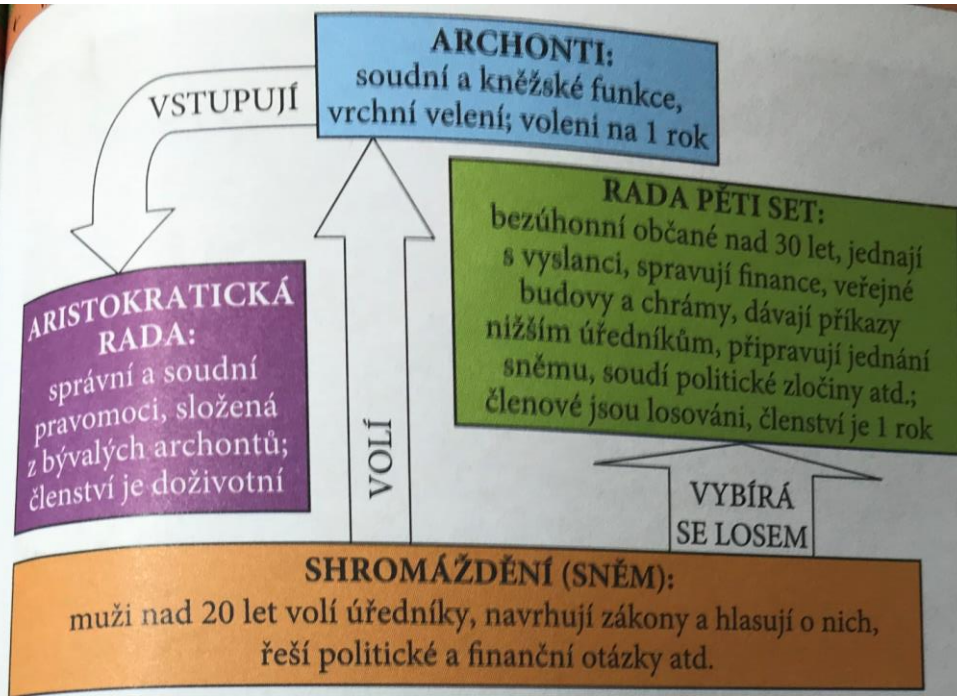 ARCHONTI:
soudní a kněžské funkce,
vrchní velení; voleni na 1 rok
VSTUPUJÍ
RADA PĚTI SET:
bezúhonní občané nad 30 let, jednají
s vyslanci, spravují finance, veřejné
budovy a chrámy, dávají příkazy
nižším úředníkům, připravují jednání
sněmu, soudí politické zločiny atd.;
členové jsou losováni, členství je 1 rok
ARISTOKRATICKÁ
RADA:
správní a soudní
pravomoci, složená
z bývalých archontů;
členství je doživotní
VOLÍ
VYBÍRÁ
SE LOSEM
SHROMÁŽDĚNÍ (SNĚM):
muži nad 20 let volí úředníky, navrhují zákony a hlasují o nich,
řeší politické a finanční otázky atd.